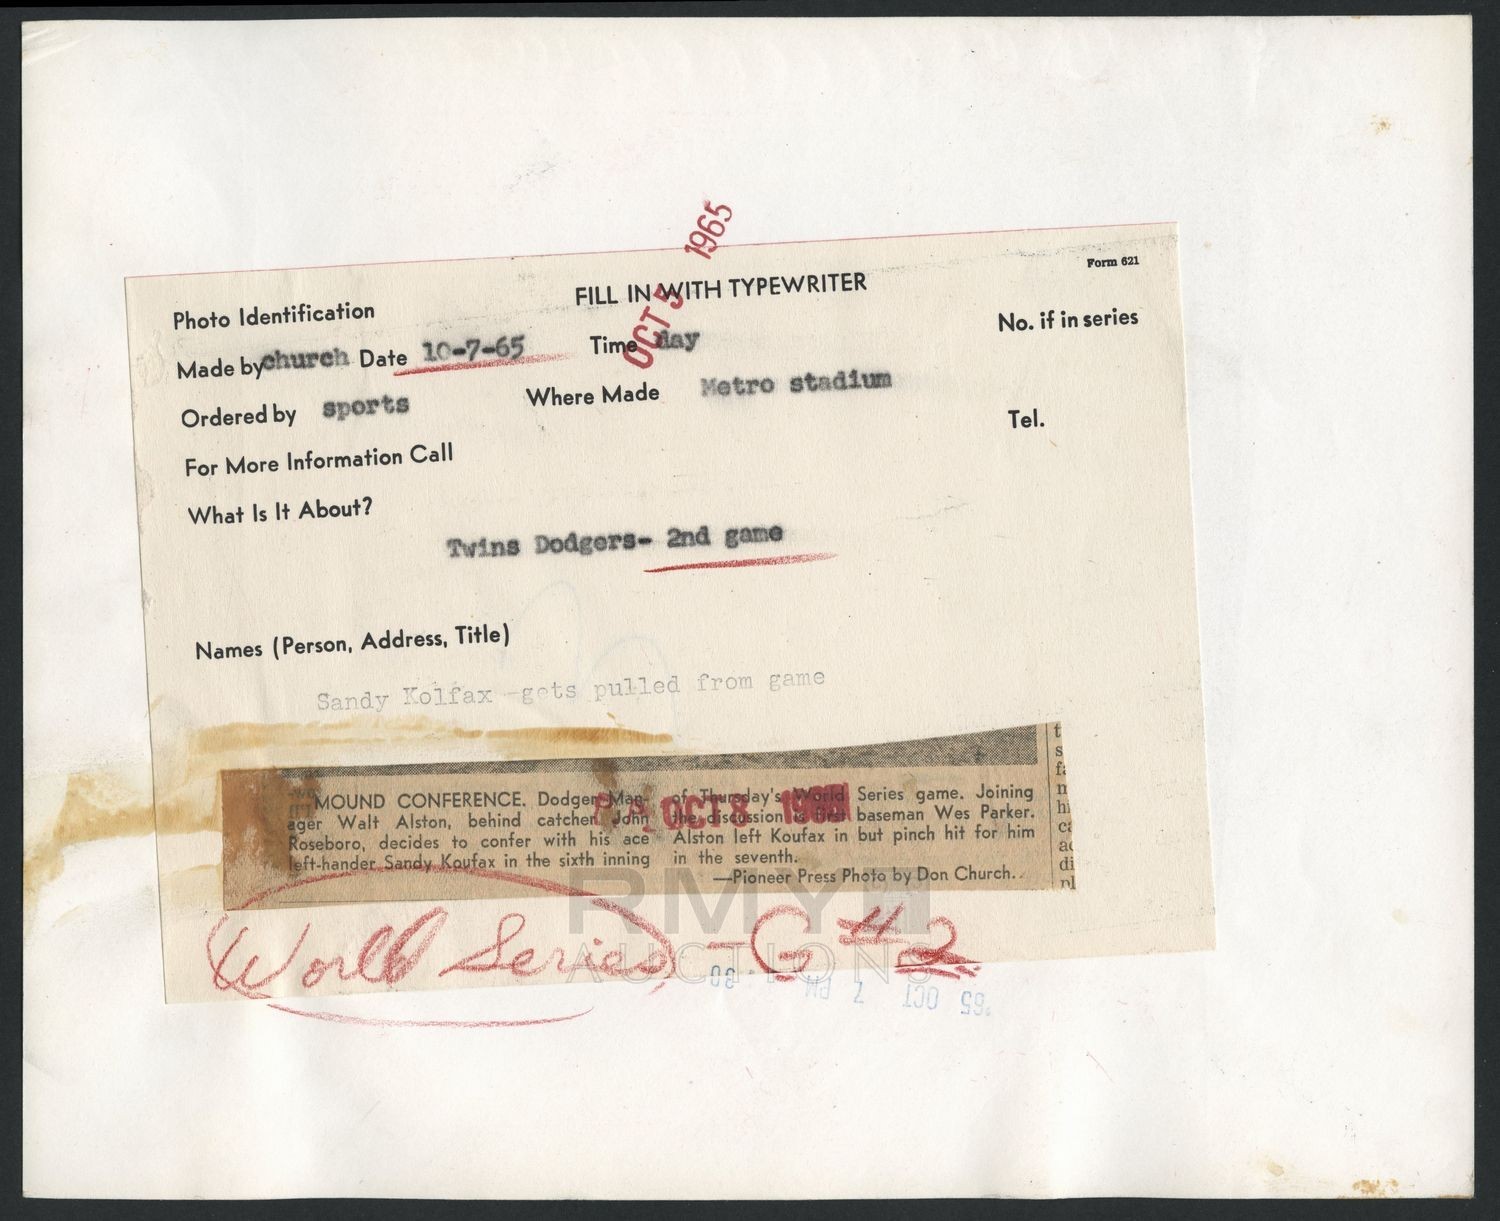 OCT 5 1965
Form 621
FILL IN WITH TYPEWRITER
Photo Identification
No. if in series
Made by church Date 10-7-65 Time day
Ordered by sports Where Made Metro stadium
Tel.
For More Information Call
What Is It About?
Twins Dodgers- 2nd game
Names (Person, Address, Title)
Sandy Kolfax -gets pulled from game
MOUND CONFERENCE. Dodger Man-
ager Walt Alston, behind catcher John
Roseboro, decides to confer with his ace
left-hander Sandy Koufax in the sixth inning
of Thursday's World Series game. Joining
the discussion is first baseman Wes Parker.
Alston left Koufax in but pinch hit for him
in the seventh.
—Pioneer Press Photo by Don Church.
OCT 8 1965
World Series - G #2
RMY
AUCTIONS
'65 OCT 7 PM 30